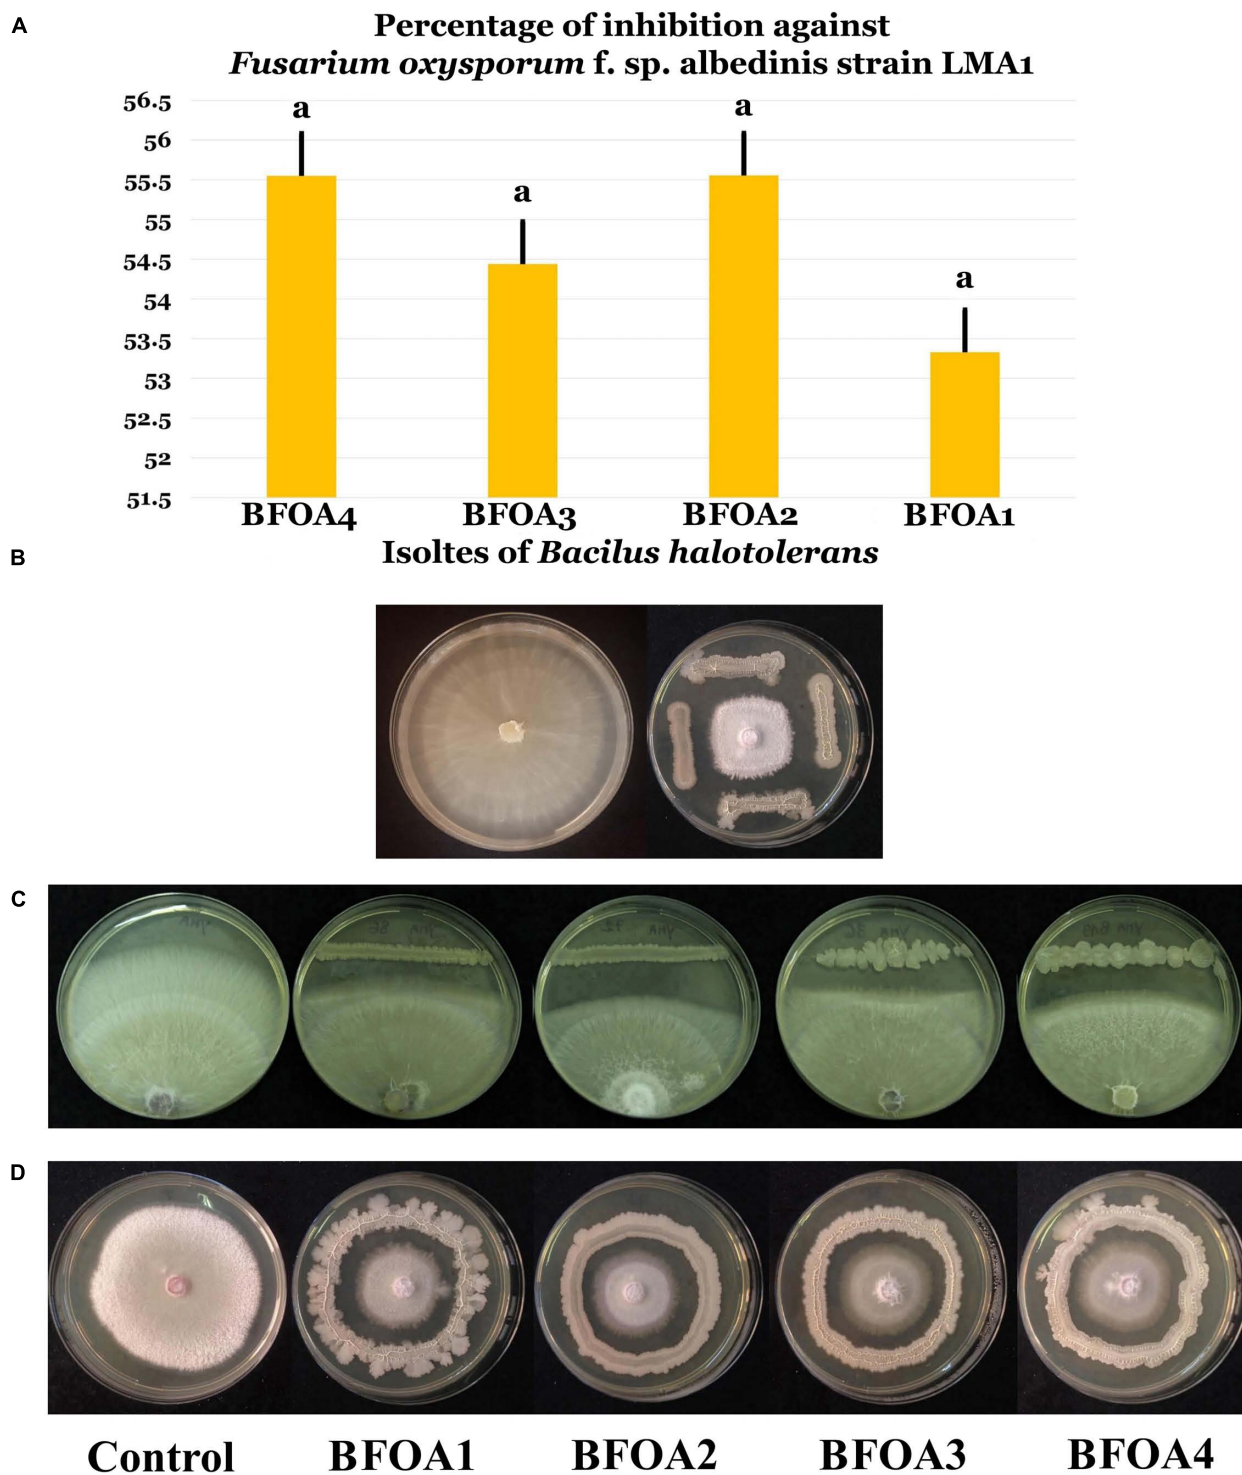 A
Percentage of inhibition against
Fusarium oxysporum f. sp. albedinis strain LMA1
56.5
56
55.5
55
54.5
54
53.5
53
52.5
52
51.5
a
a
a
a
BFOA4 BFOA3 BFOA2 BFOA1
Isoltes of Bacilus halotolerans
B
C
D
Control BFOA1 BFOA2 BFOA3 BFOA4